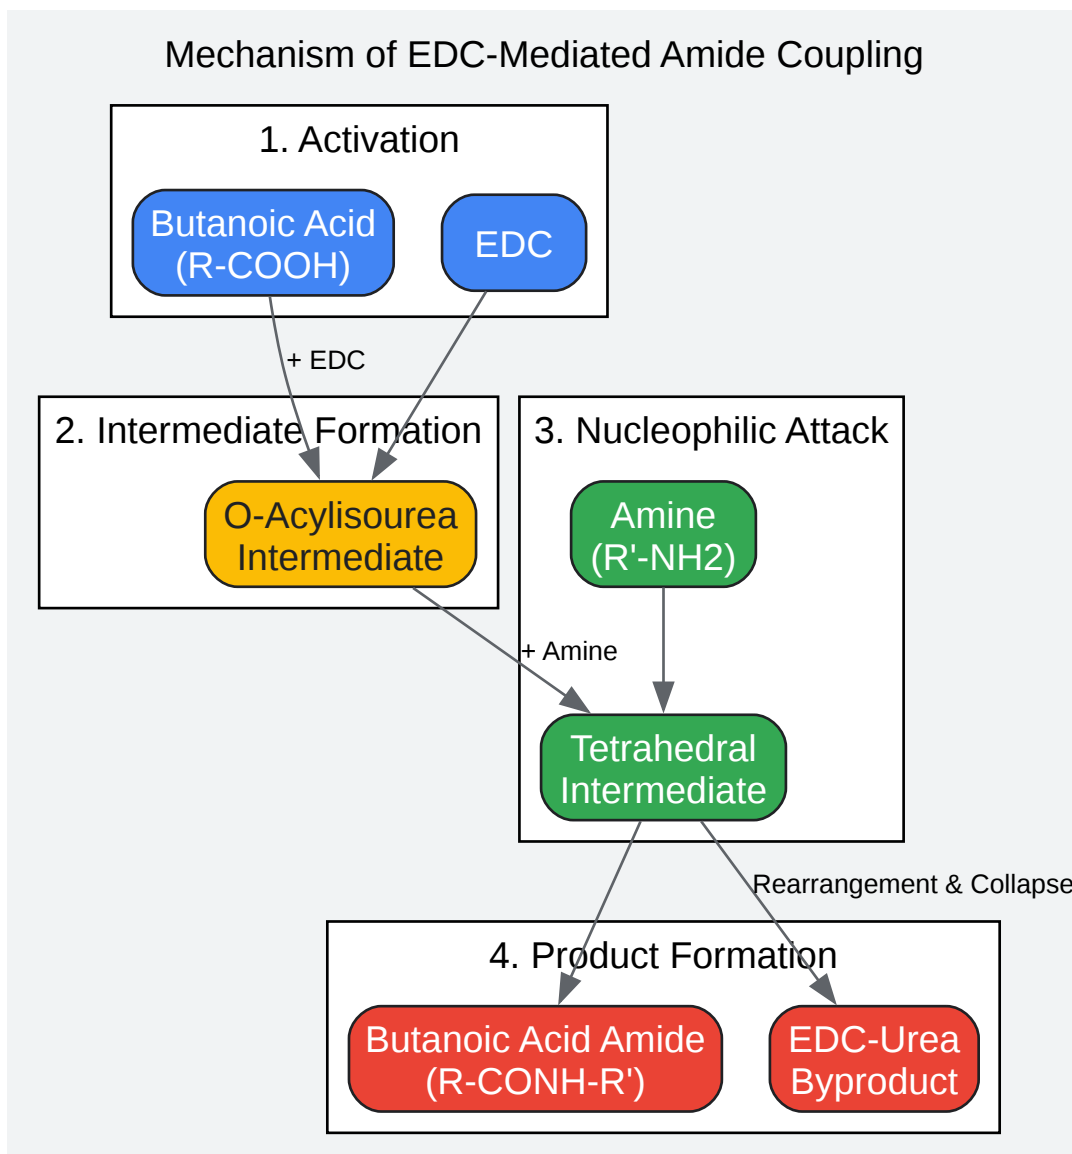 Mechanism of EDC-Mediated Amide Coupling
1. Activation
Butanoic Acid
(R-COOH)
EDC
+ EDC
2. Intermediate Formation
O-Acylisourea
Intermediate
3. Nucleophilic Attack
Amine
(R'-NH2)
+ Amine
Tetrahedral
Intermediate
Rearrangement & Collapse
4. Product Formation
Butanoic Acid Amide
(R-CONH-R')
EDC-Urea
Byproduct